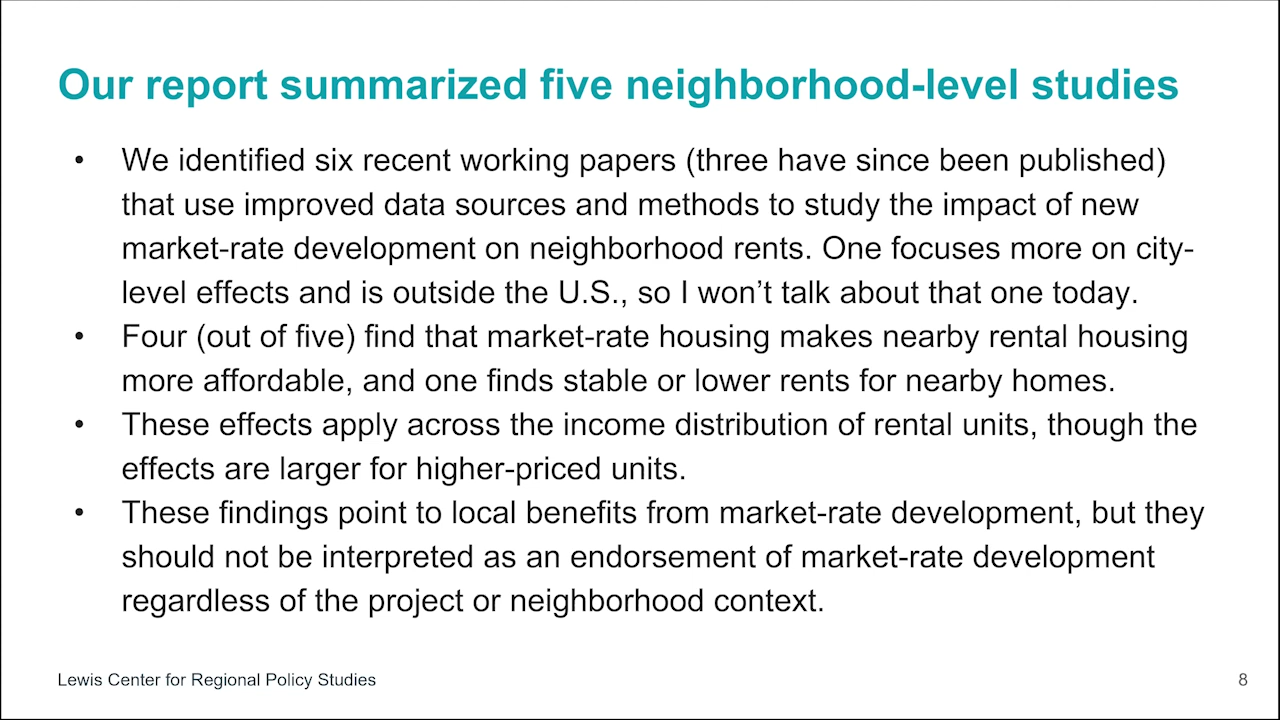 Our report summarized five neighborhood-level studies
• We identified six recent working papers (three have since been published)
that use improved data sources and methods to study the impact of new
market-rate development on neighborhood rents. One focuses more on city-
level effects and is outside the U.S., so I won’t talk about that one today.
• Four (out of five) find that market-rate housing makes nearby rental housing
more affordable, and one finds stable or lower rents for nearby homes.
• These effects apply across the income distribution of rental units, though the
effects are larger for higher-priced units.
• These findings point to local benefits from market-rate development, but they
should not be interpreted as an endorsement of market-rate development
regardless of the project or neighborhood context.
Lewis Center for Regional Policy Studies
8